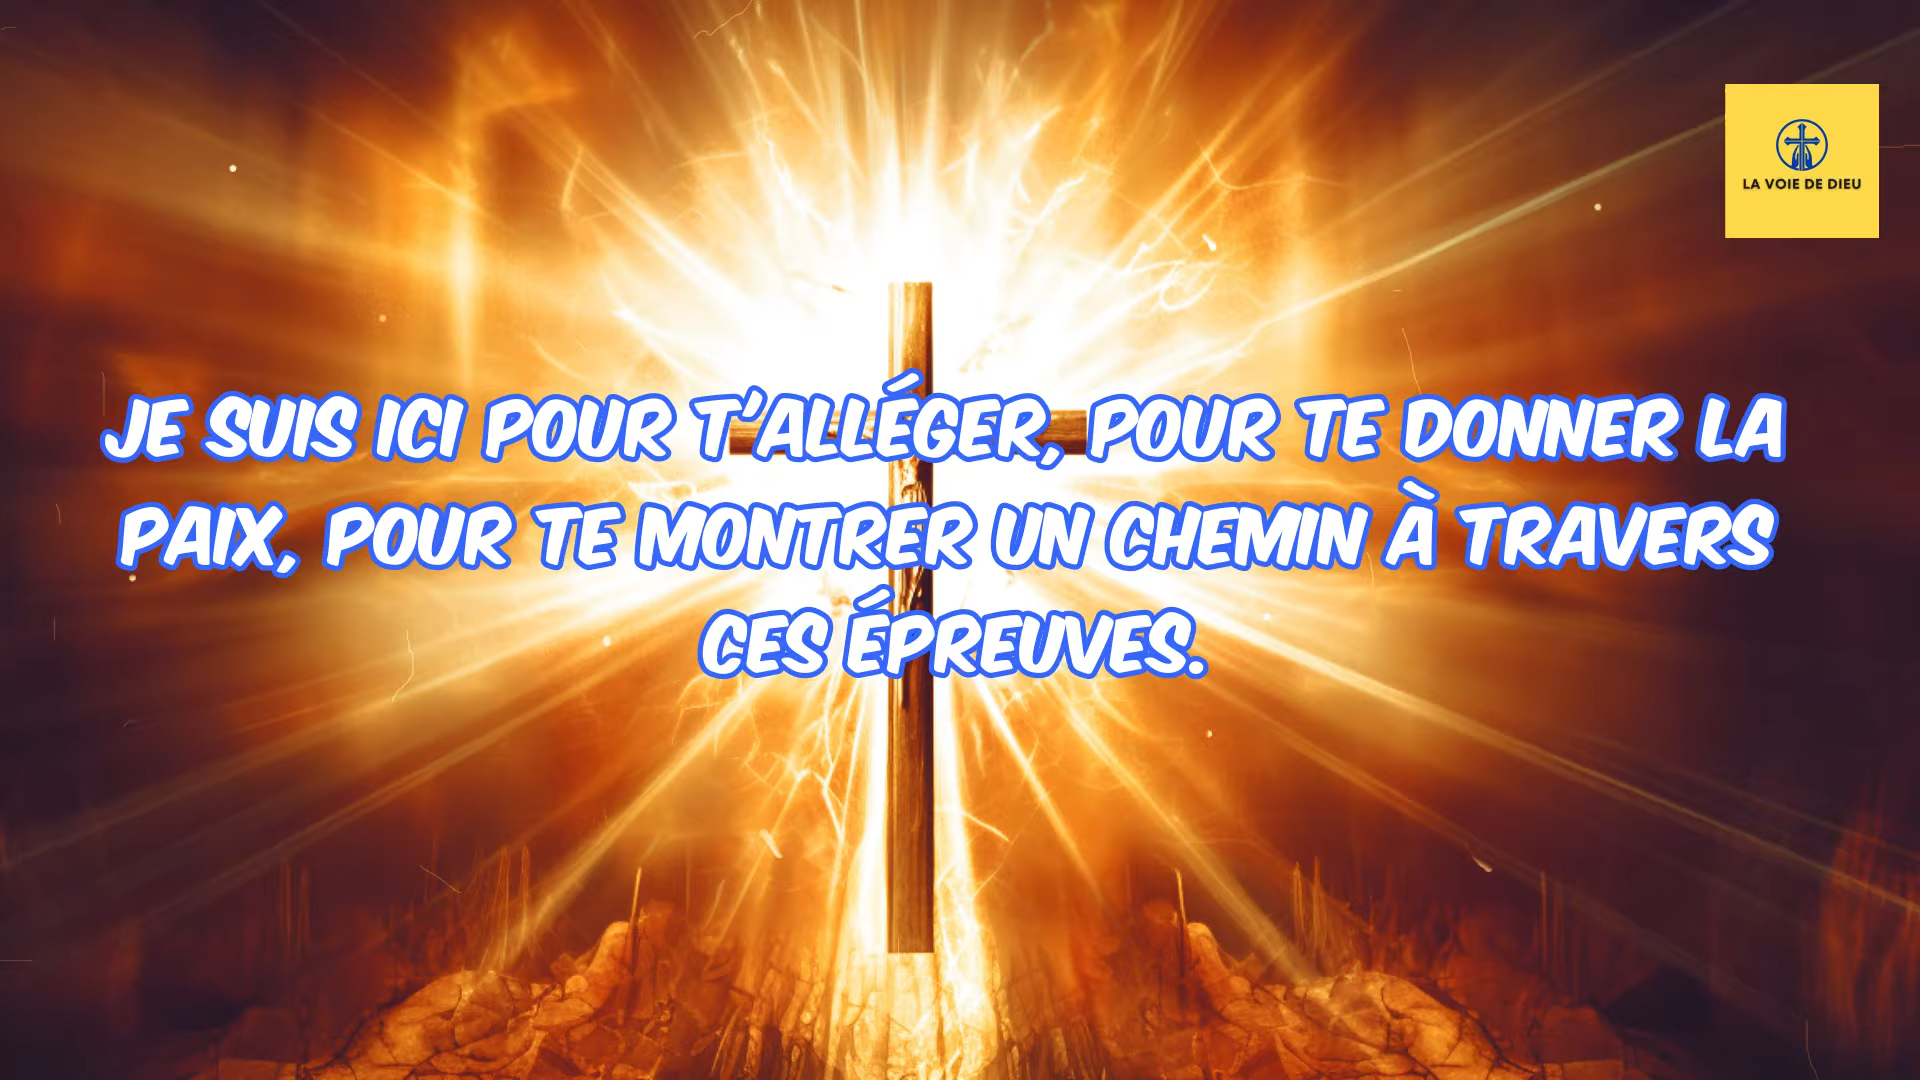 LA VOIE DE DIEU
JE SUIS ICI POUR T'ALLÉGER, POUR TE DONNER LA
PAIX, POUR TE MONTRER UN CHEMIN À TRAVERS
CES ÉPREUVES.